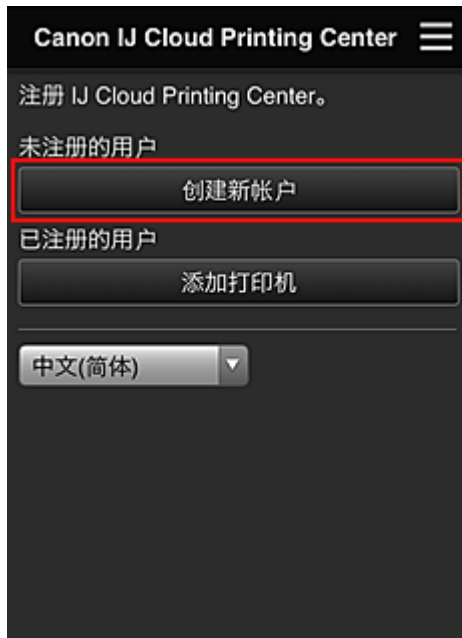 Canon IJ Cloud Printing Center
注册 IJ Cloud Printing Center。
未注册的用户
创建新帐户
已注册的用户
添加打印机
中文(简体)